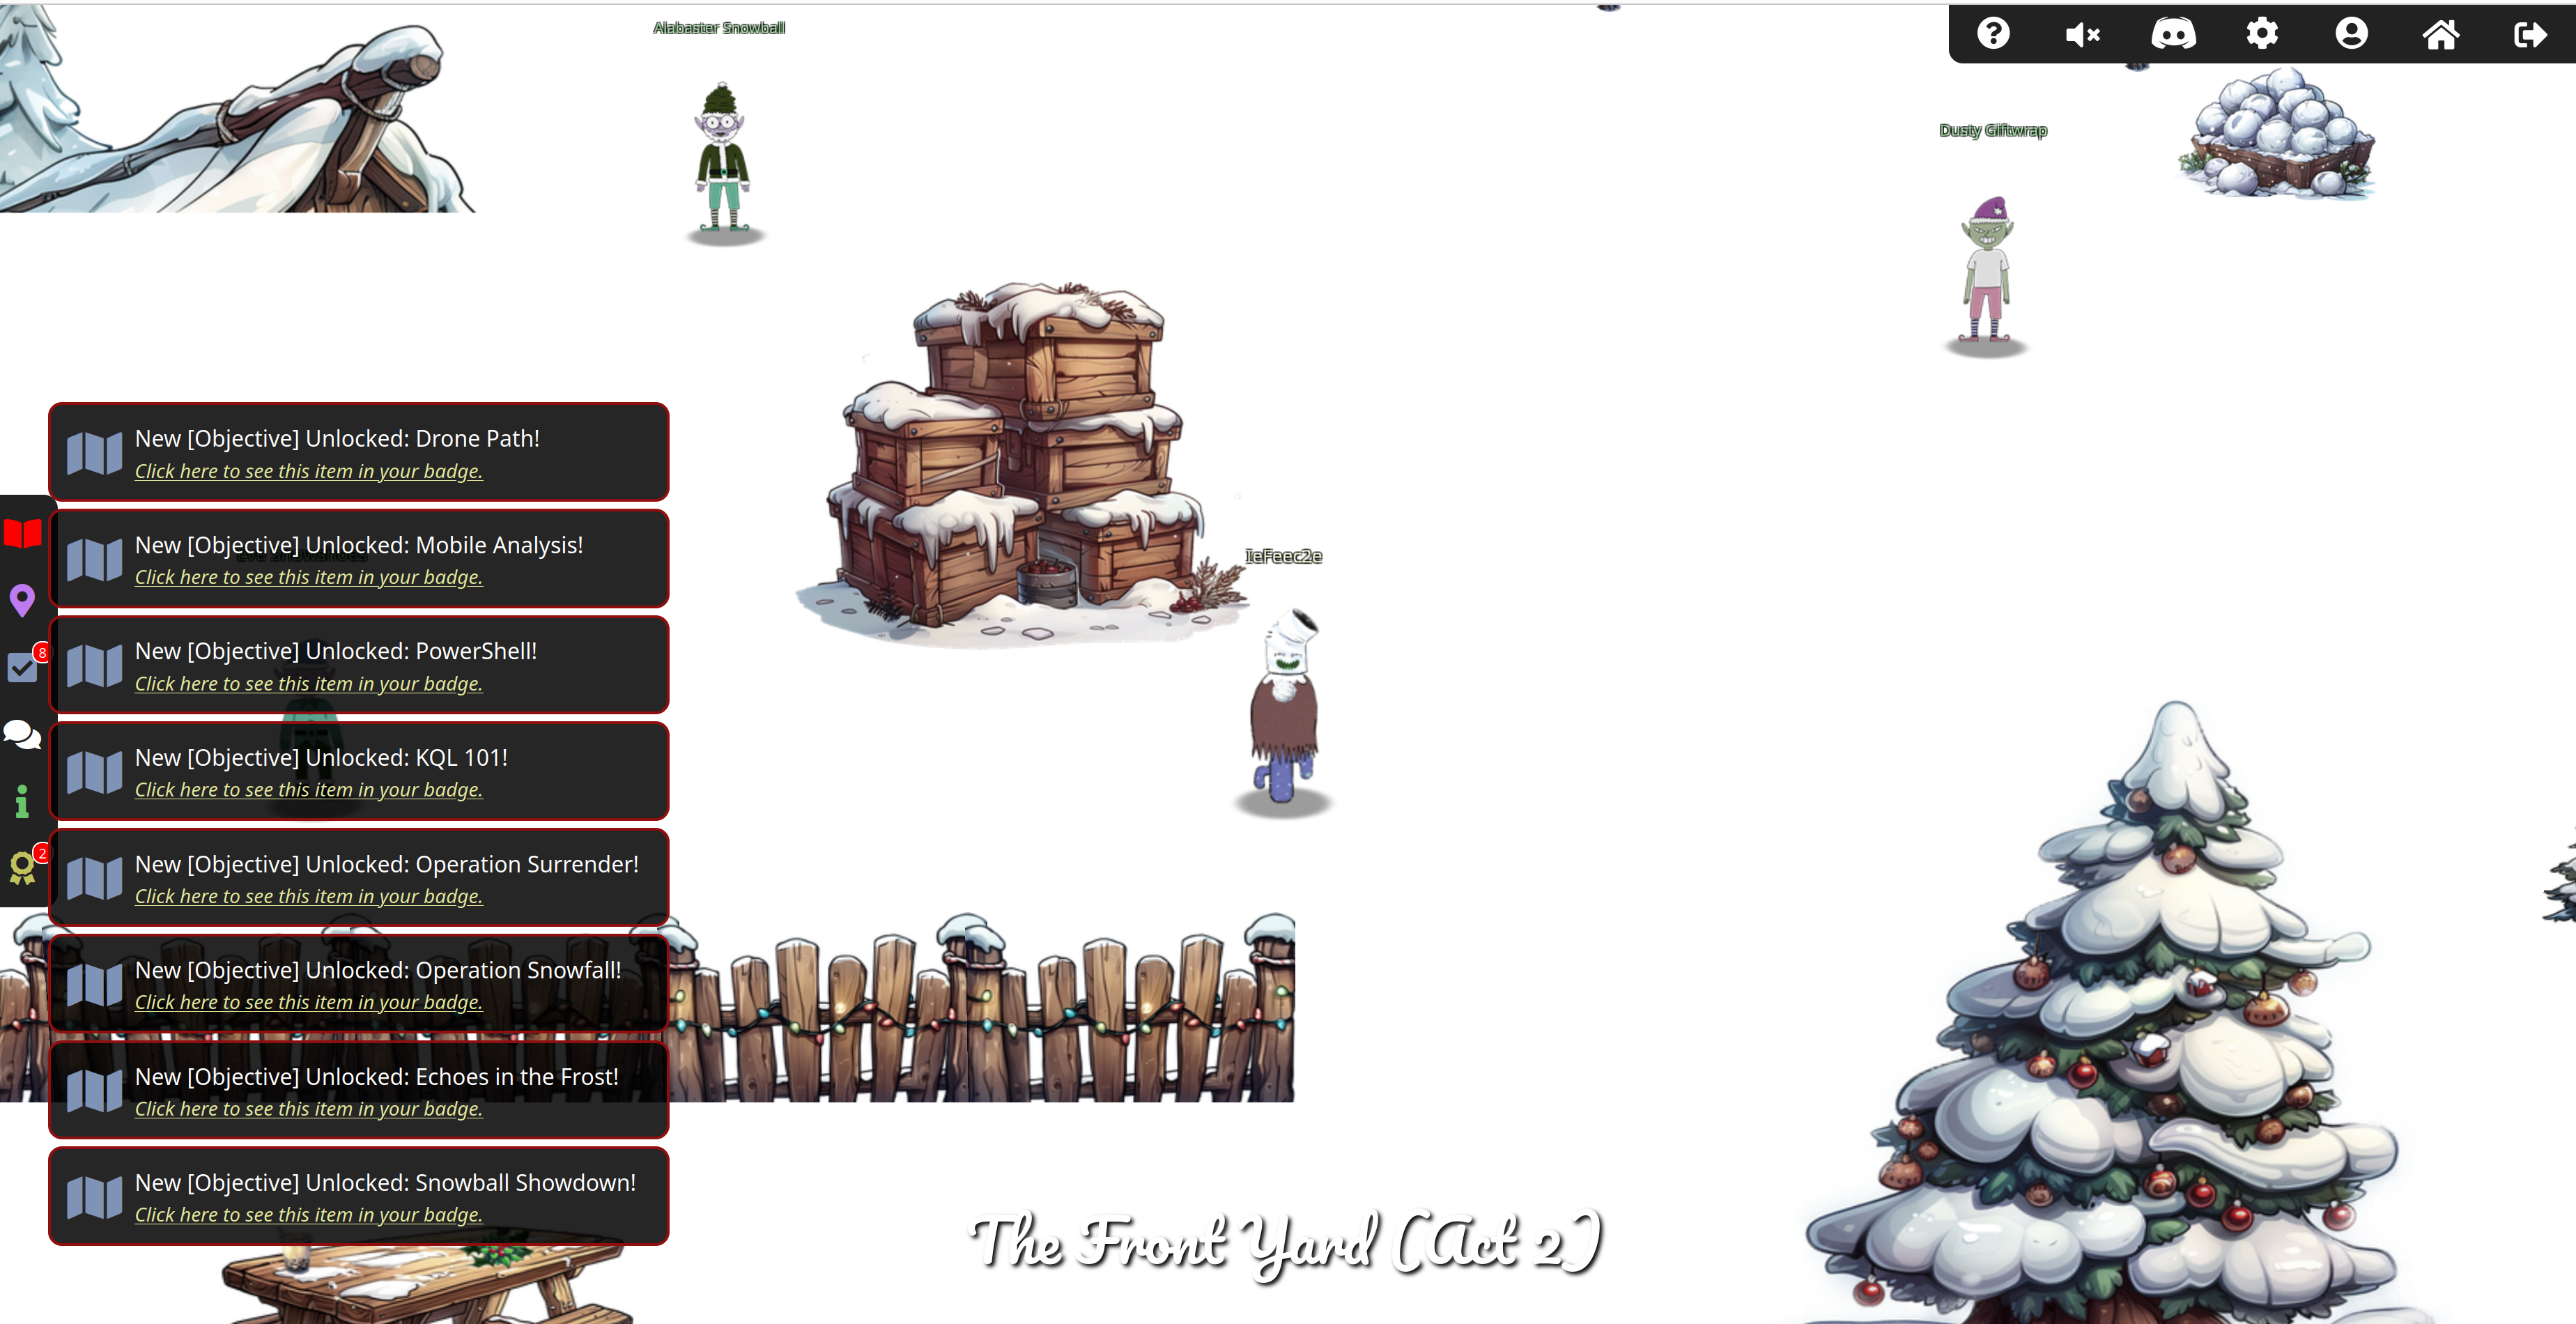 Alabaster Snowball
Dusty Giftwrap
New [Objective] Unlocked: Drone Path!
Click here to see this item in your badge.
New [Objective] Unlocked: Mobile Analysis!
Click here to see this item in your badge.
IeFeec2e
New [Objective] Unlocked: PowerShell!
Click here to see this item in your badge.
8
New [Objective] Unlocked: KQL 101!
Click here to see this item in your badge.
New [Objective] Unlocked: Operation Surrender!
Click here to see this item in your badge.
2
New [Objective] Unlocked: Operation Snowfall!
Click here to see this item in your badge.
New [Objective] Unlocked: Echoes in the Frost!
Click here to see this item in your badge.
New [Objective] Unlocked: Snowball Showdown!
Click here to see this item in your badge.
The Front Yard (Act 2)